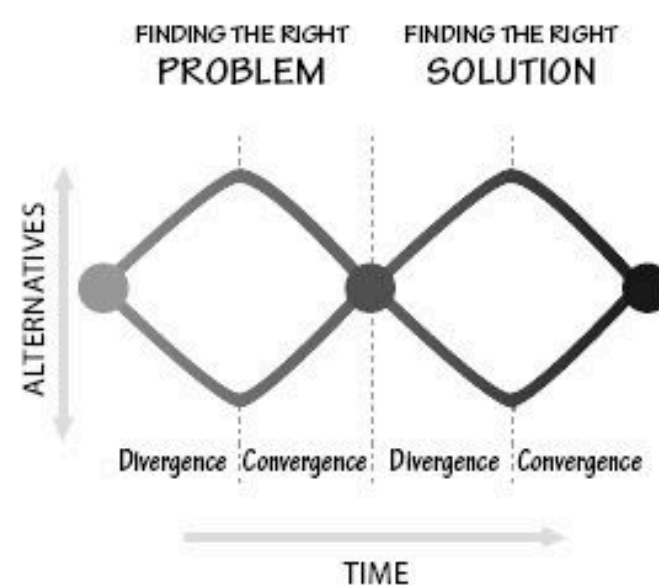 FINDING THE RIGHT
PROBLEM
FINDING THE RIGHT
SOLUTION
ALTERNATIVES
Divergence
Convergence
Divergence
Convergence
TIME